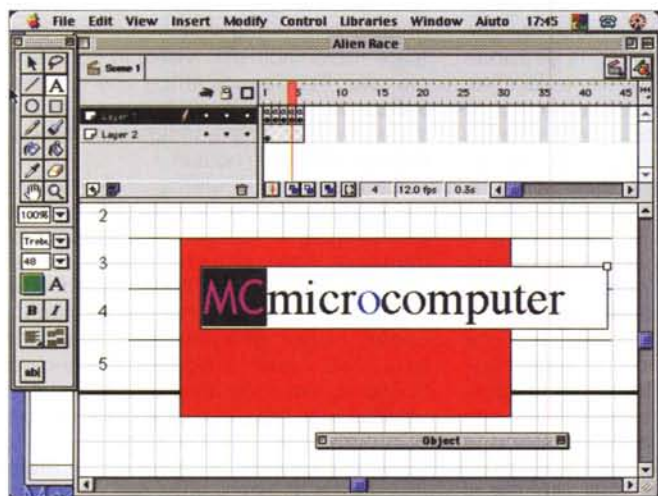 File Edit View Insert Modify Control Libraries Window Aiuto 17:45
Alien Race
Scene 1
1 5 10 15 20 25 30 35 40 45
Layer
Layer 2
4 12.0 fps 0.3s
100%
2
Trebu
3
48
A
MCmicrocomputer
4
B I
5
abl
Object